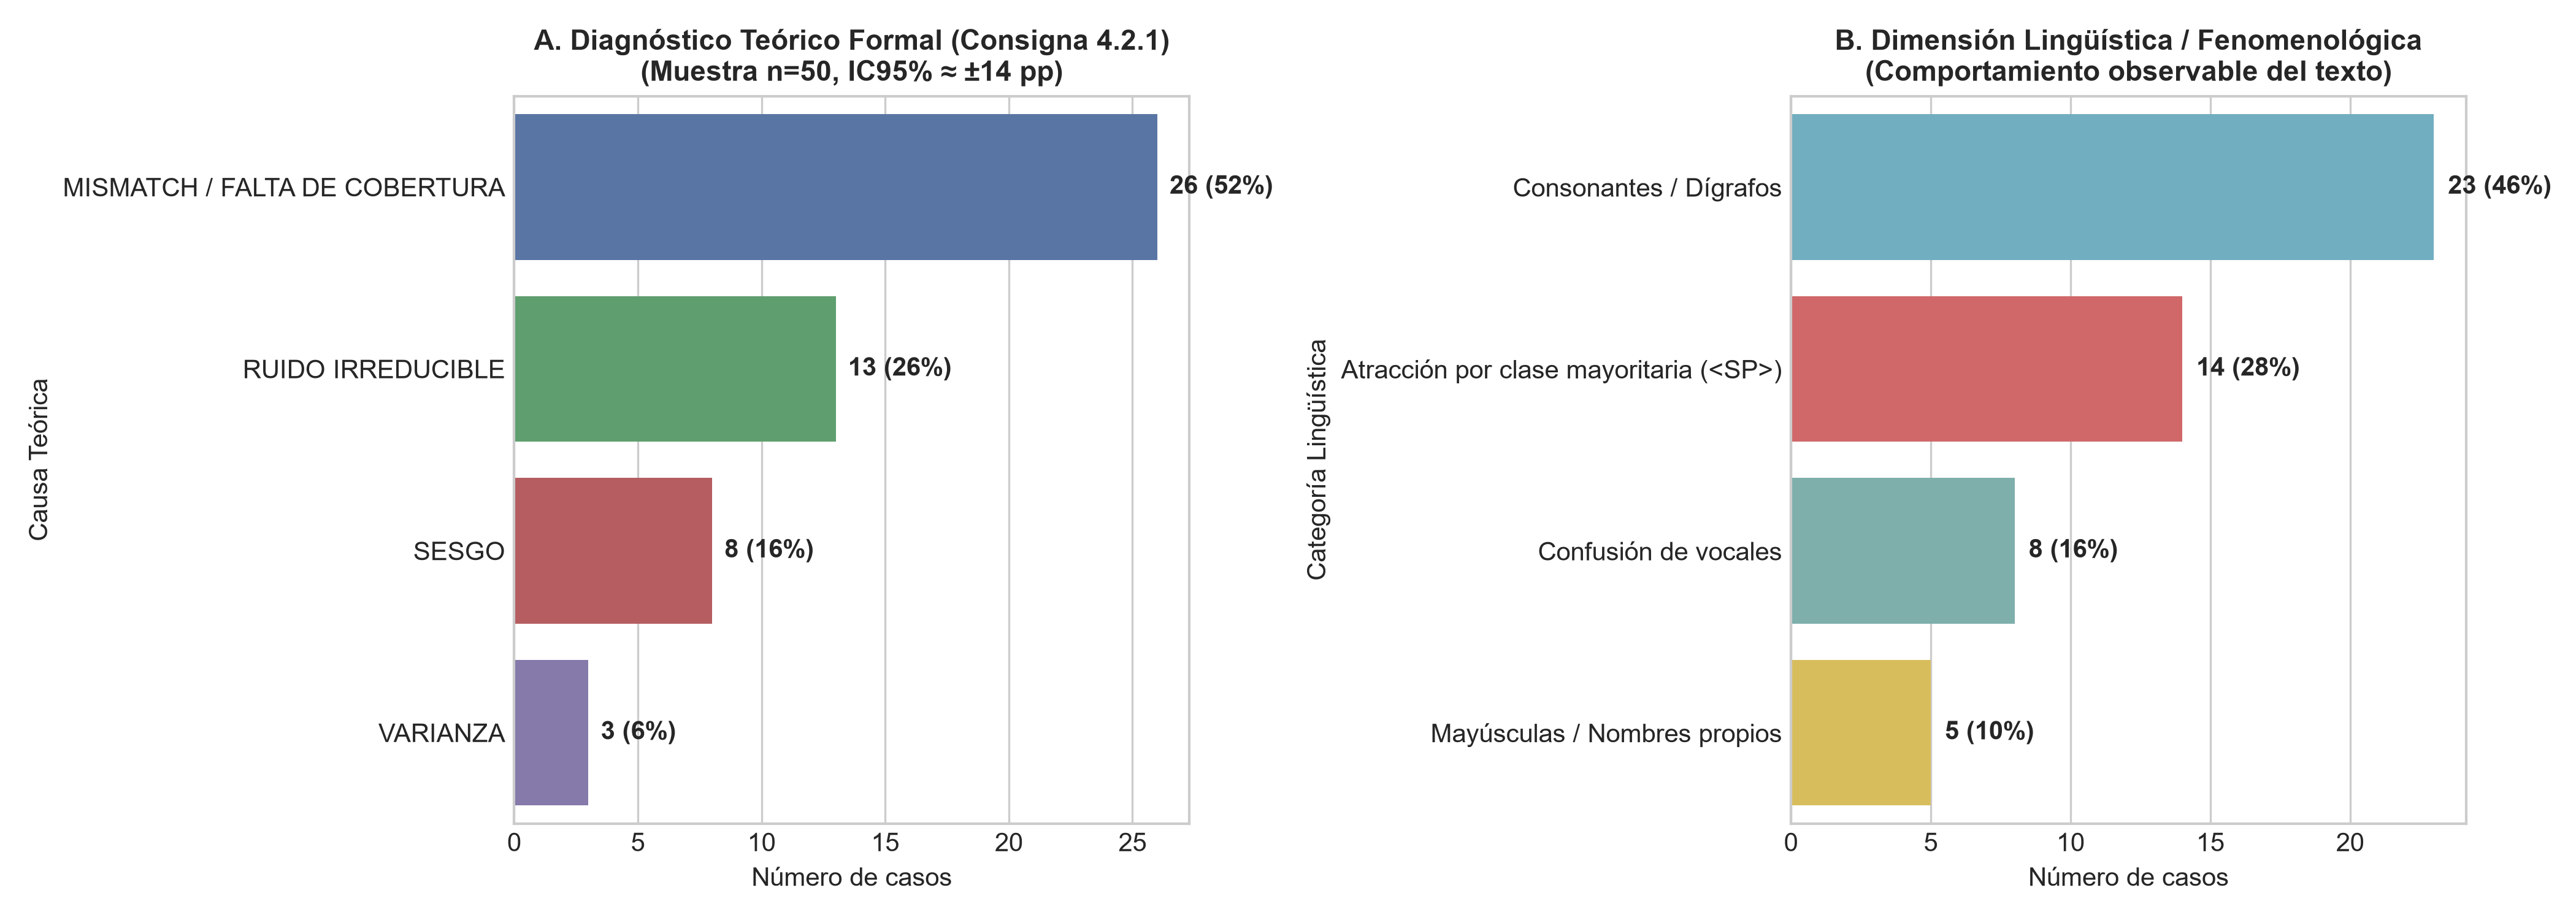 A. Diagnóstico Teórico Formal (Consigna 4.2.1)
(Muestra n=50, IC95% ≈ ±14 pp)
Causa Teórica
MISMATCH / FALTA DE COBERTURA
26 (52%)
RUIDO IRREDUCIBLE
13 (26%)
SESGO
8 (16%)
VARIANZA
3 (6%)
0 5 10 15 20 25
Número de casos
B. Dimensión Lingüística / Fenomenológica
(Comportamiento observable del texto)
Categoría Lingüística
Consonantes / Dígrafos
23 (46%)
Atracción por clase mayoritaria (<SP>)
14 (28%)
Confusión de vocales
8 (16%)
Mayúsculas / Nombres propios
5 (10%)
0 5 10 15 20
Número de casos